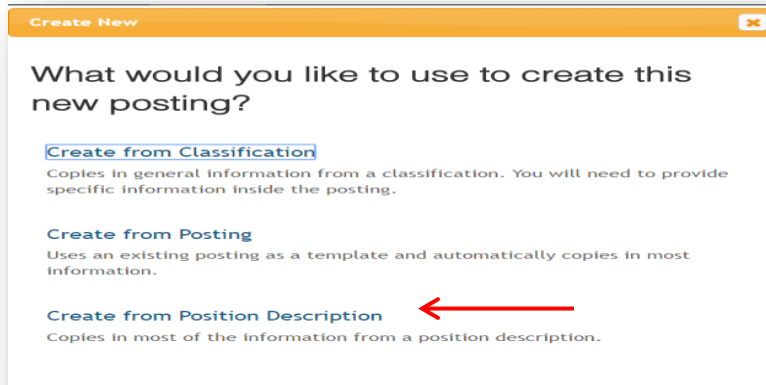 Create New
What would you like to use to create this
new posting?
Create from Classification
Copies in general information from a classification. You will need to provide
specific information inside the posting.
Create from Posting
Uses an existing posting as a template and automatically copies in most
information.
Create from Position Description
Copies in most of the information from a position description.